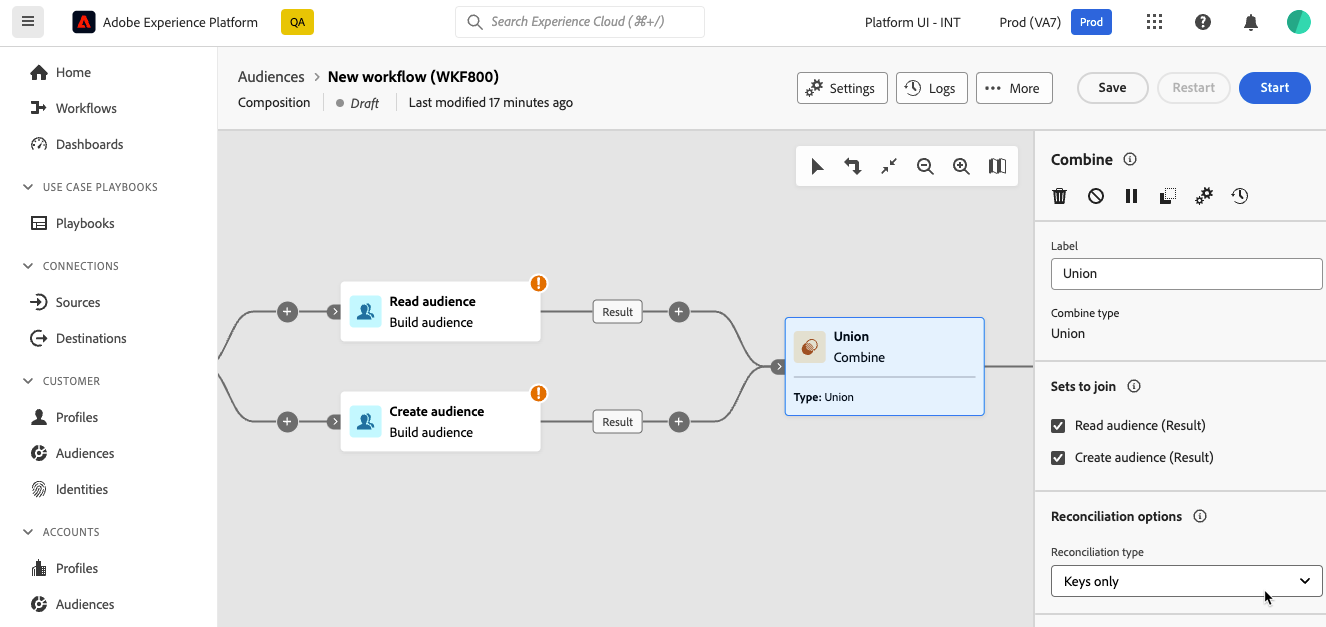 Adobe Experience Platform
QA
Search Experience Cloud (⌘+/)
Platform UI - INT
Prod (VA7)
Prod
Home
Workflows
Dashboards
USE CASE PLAYBOOKS
Playbooks
CONNECTIONS
Sources
Destinations
CUSTOMER
Profiles
Audiences
Identities
ACCOUNTS
Profiles
Audiences
Audiences > New workflow (WKF800)
Composition
Draft
Last modified 17 minutes ago
Settings
Logs
More
Save
Restart
Start
Read audience
Build audience
Result
Create audience
Build audience
Result
Union
Combine
Type: Union
Combine
Label
Union
Combine type
Union
Sets to join
Read audience (Result)
Create audience (Result)
Reconciliation options
Reconciliation type
Keys only